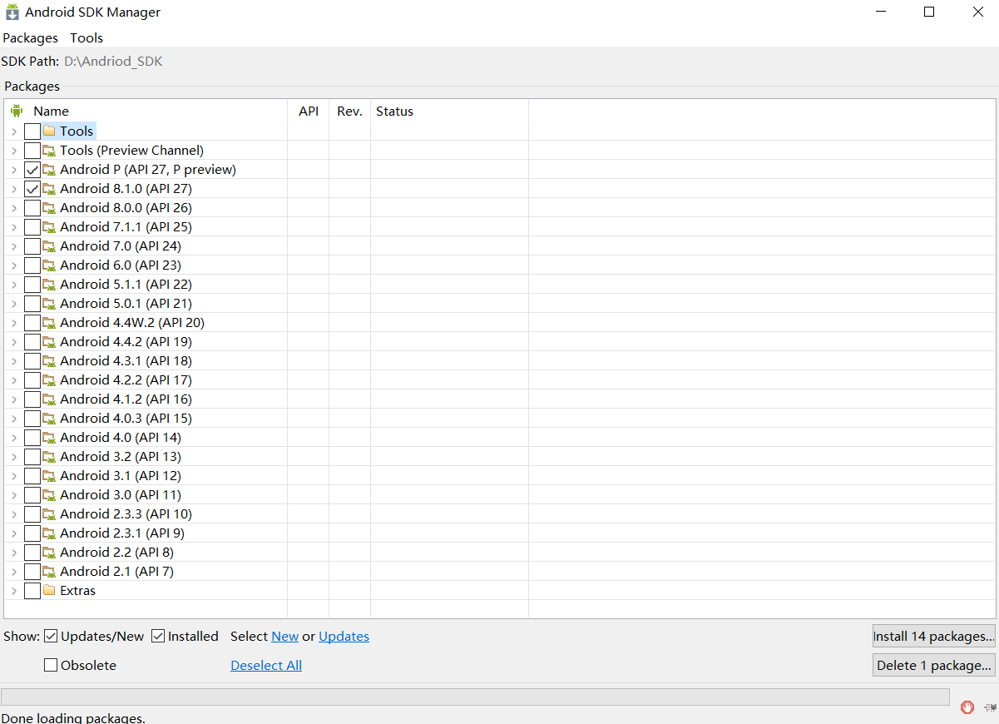 Android SDK Manager
Packages Tools
SDK Path: D:\Andriod_SDK
Packages
Name API Rev. Status
Tools
Tools (Preview Channel)
Android P (API 27, P preview)
Android 8.1.0 (API 27)
Android 8.0.0 (API 26)
Android 7.1.1 (API 25)
Android 7.0 (API 24)
Android 6.0 (API 23)
Android 5.1.1 (API 22)
Android 5.0.1 (API 21)
Android 4.4W.2 (API 20)
Android 4.4.2 (API 19)
Android 4.3.1 (API 18)
Android 4.2.2 (API 17)
Android 4.1.2 (API 16)
Android 4.0.3 (API 15)
Android 4.0 (API 14)
Android 3.2 (API 13)
Android 3.1 (API 12)
Android 3.0 (API 11)
Android 2.3.3 (API 10)
Android 2.3.1 (API 9)
Android 2.2 (API 8)
Android 2.1 (API 7)
Extras
Show: Updates/New Installed Select New or Updates Install 14 packages...
Obsolete Deselect All Delete 1 package...
Done loading packages.